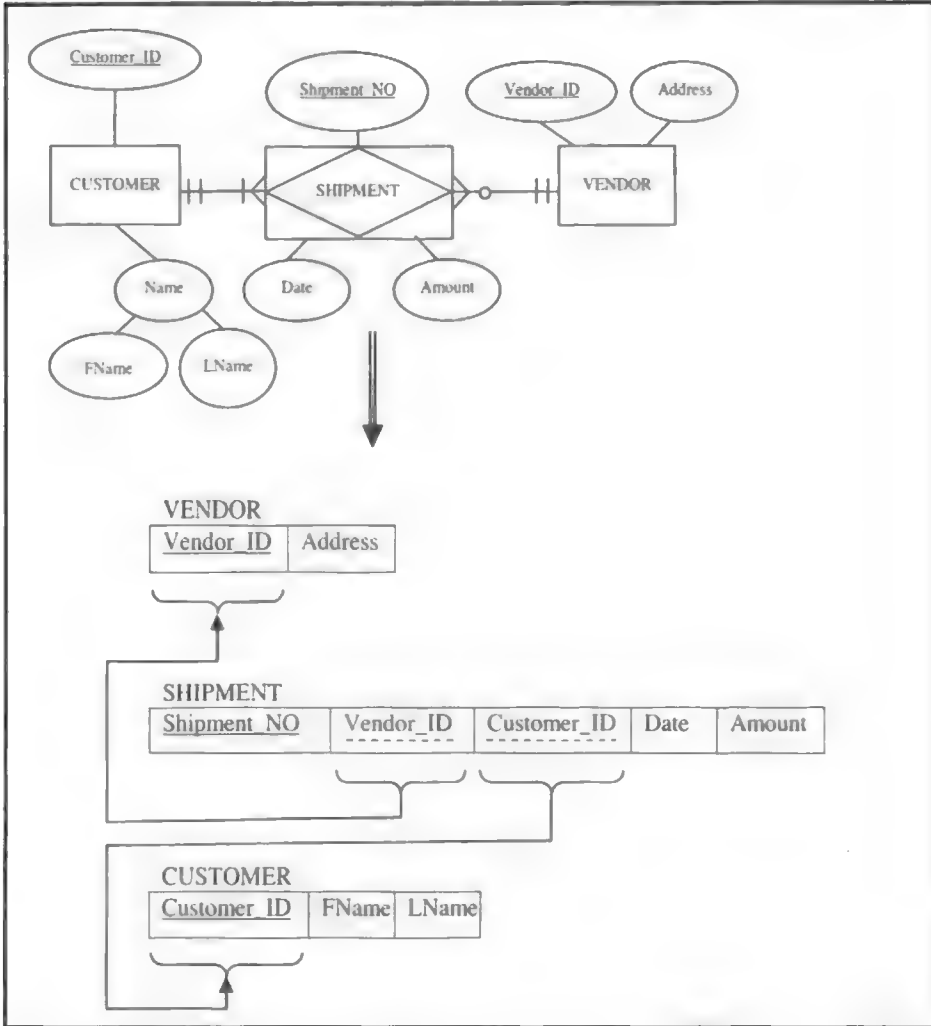 Customer_ID
Shipment_NO
Vendor_ID
Address
CUSTOMER
SHIPMENT
VENDOR
Name
Date
Amount
FName
LName
VENDOR
Vendor_ID Address
SHIPMENT
Shipment_NO Vendor_ID Customer_ID Date Amount
CUSTOMER
Customer_ID FName LName